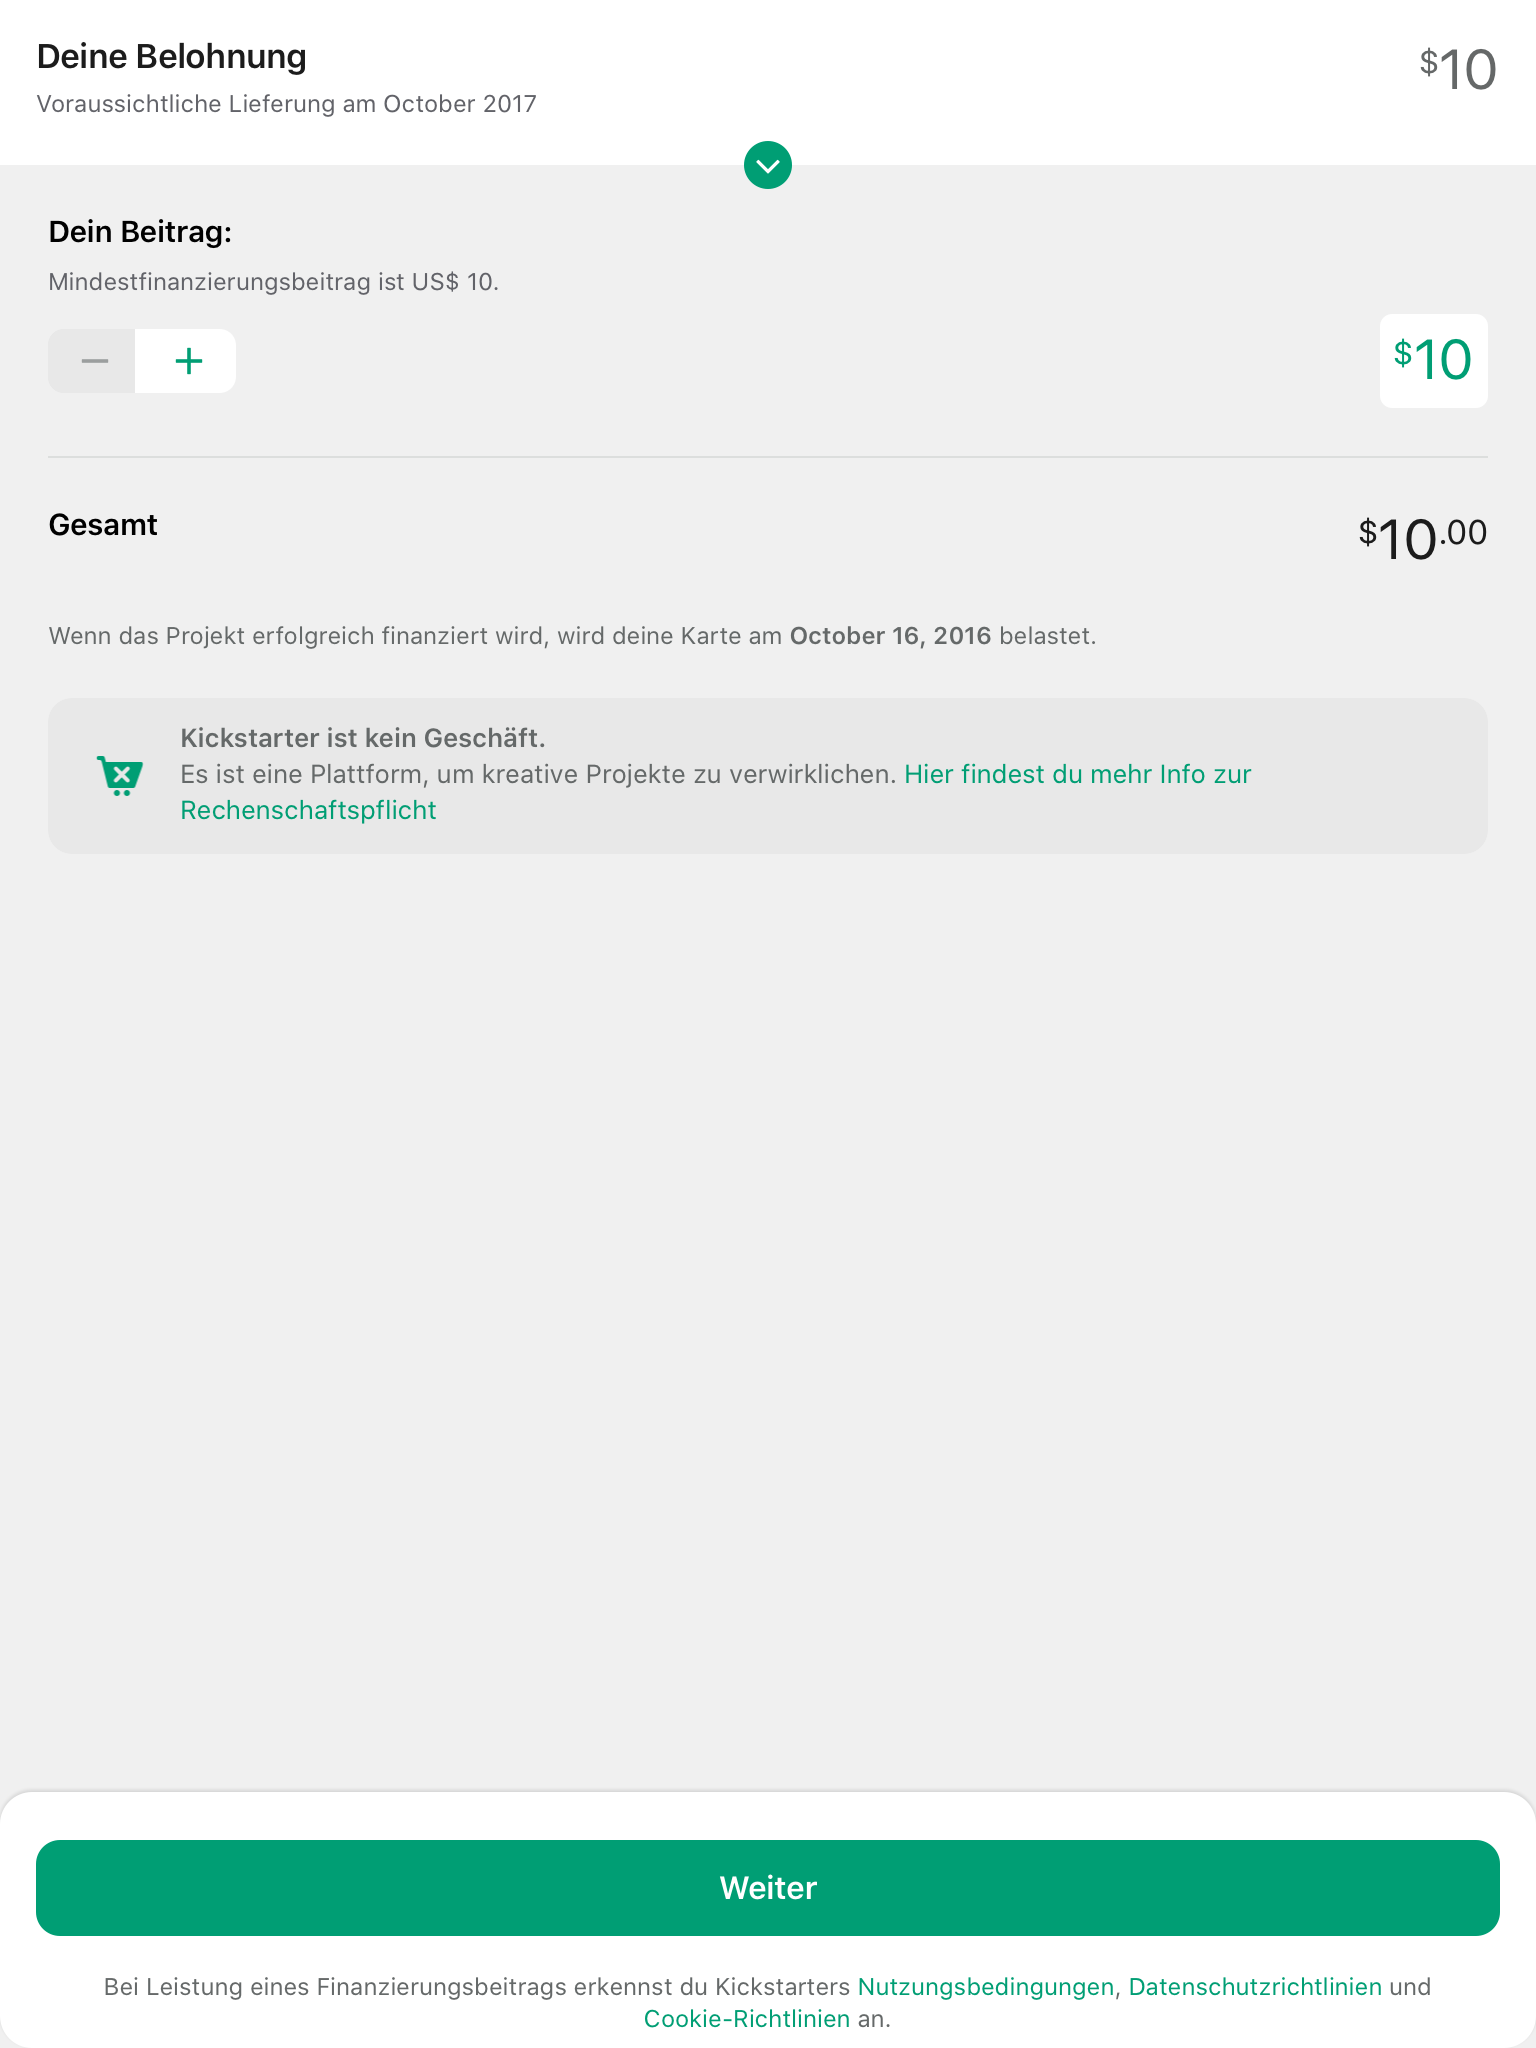 Deine Belohnung
$10
Voraussichtliche Lieferung am October 2017
Dein Beitrag:
Mindestfinanzierungsbeitrag ist US$ 10.
$10
Gesamt
$10.00
Wenn das Projekt erfolgreich finanziert wird, wird deine Karte am October 16, 2016 belastet.
Kickstarter ist kein Geschäft.
Es ist eine Plattform, um kreative Projekte zu verwirklichen. Hier findest du mehr Info zur
Rechenschaftspflicht
Weiter
Bei Leistung eines Finanzierungsbeitrags erkennst du Kickstarters Nutzungsbedingungen, Datenschutzrichtlinien und
Cookie-Richtlinien an.